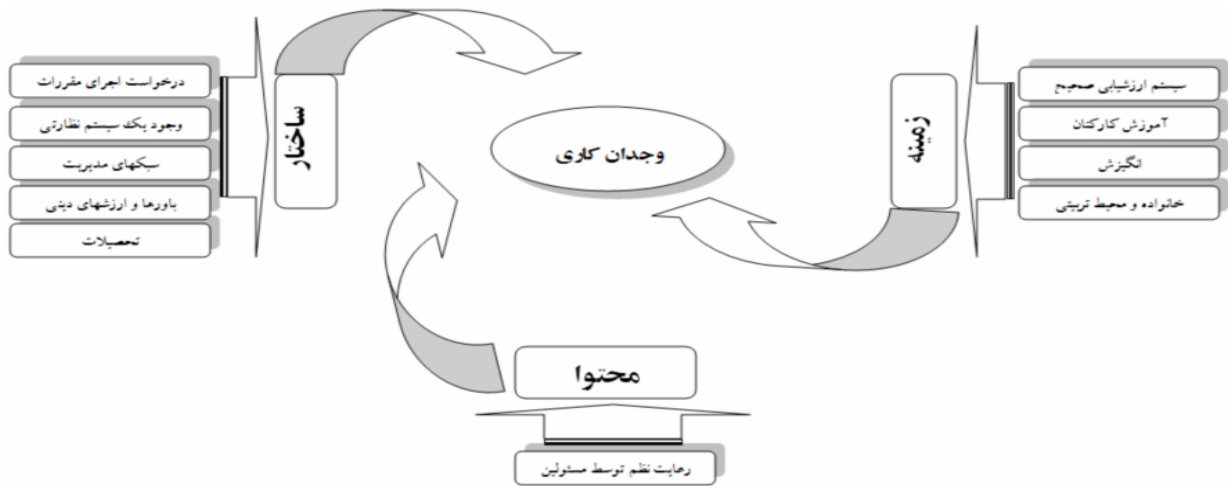 سیستم ارزشیابی صحیح
آموزش کارکنان
انگیزش
خانواده و محیط تربیتی
زمینه
وجدان کاری
ساختار
درخواست اجرای مقررات
وجود یک سیستم نظارتی
سبکهای مدیریت
باورها و ارزشهای دینی
تحصیلات
محتوا
رعایت نظم توسط مسئولین